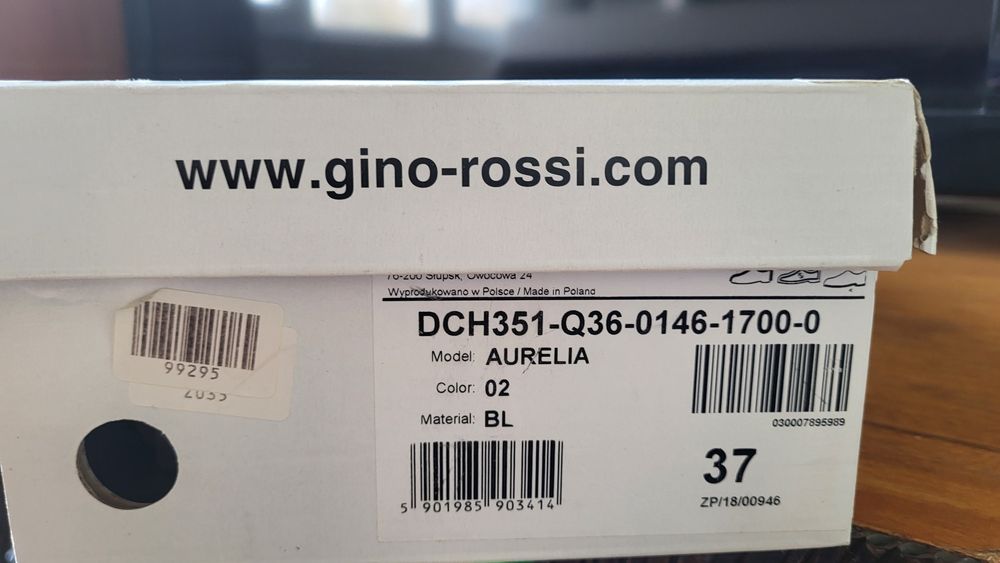 www.gino-rossi.com
76-200 Słupsk, Owocowa 24
Wyprodukowano w Polsce / Made in Poland
DCH351-Q36-0146-1700-0
Model: AURELIA
Color: 02
Material: BL
030007895989
37
ZP/18/00946
5 901985 903414
99295
2035